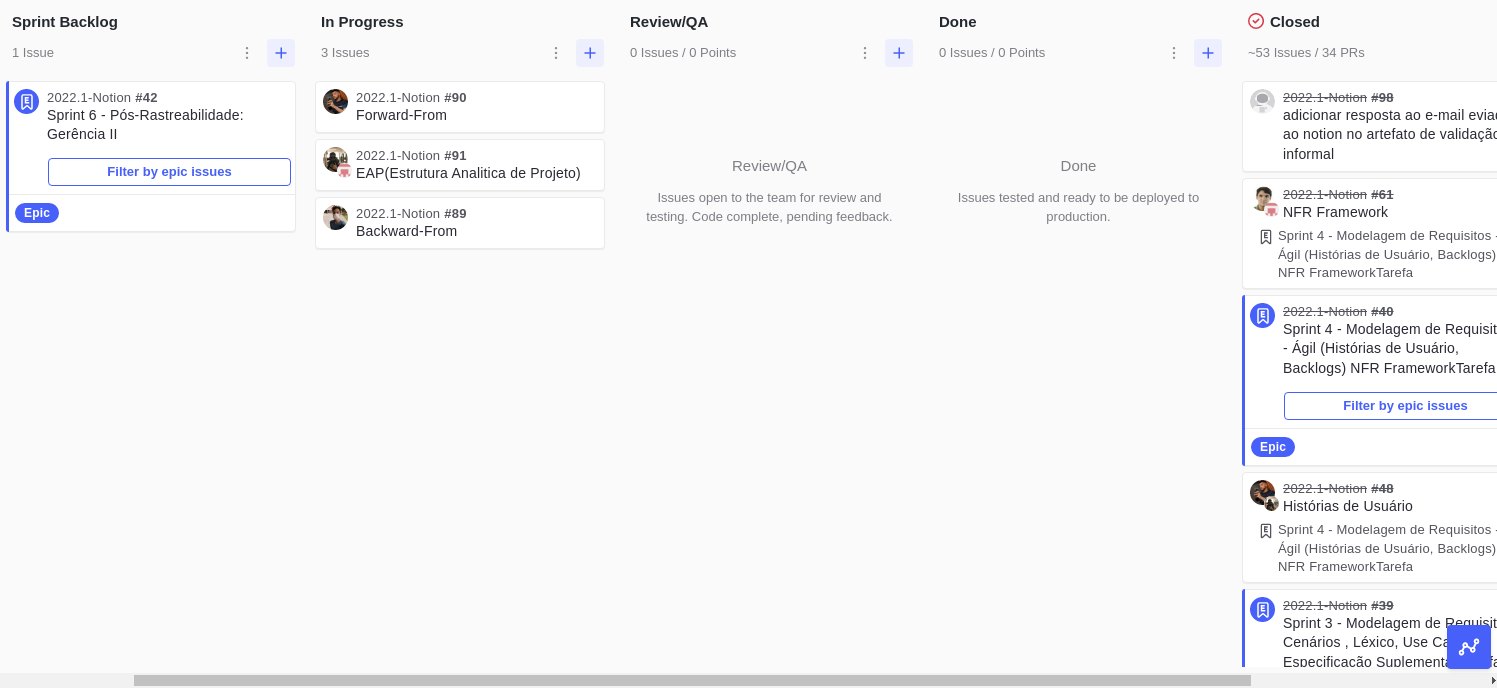 Sprint Backlog
1 Issue
2022.1-Notion #42
Sprint 6 - Pós-Rastreabilidade:
Gerência II
Filter by epic issues
Epic
In Progress
3 Issues
2022.1-Notion #90
Forward-From
2022.1-Notion #91
EAP(Estrutura Analitica de Projeto)
2022.1-Notion #89
Backward-From
Review/QA
0 Issues / 0 Points
Review/QA
Issues open to the team for review and
testing. Code complete, pending feedback.
Done
0 Issues / 0 Points
Done
Issues tested and ready to be deployed to
production.
Closed
~53 Issues / 34 PRs
2022.1-Notion #98
adicionar resposta ao e-mail eviad
ao notion no artefato de validação
informal
2022.1-Notion #61
NFR Framework
Sprint 4 - Modelagem de Requisitos -
Ágil (Histórias de Usuário, Backlogs)
NFR FrameworkTarefa
2022.1-Notion #40
Sprint 4 - Modelagem de Requisit
- Ágil (Histórias de Usuário,
Backlogs) NFR FrameworkTarefa
Filter by epic issues
Epic
2022.1-Notion #48
Histórias de Usuário
Sprint 4 - Modelagem de Requisitos -
Ágil (Histórias de Usuário, Backlogs)
NFR FrameworkTarefa
2022.1-Notion #39
Sprint 3 - Modelagem de Requisit
Cenários , Léxico, Use Ca
Especificação Suplementa